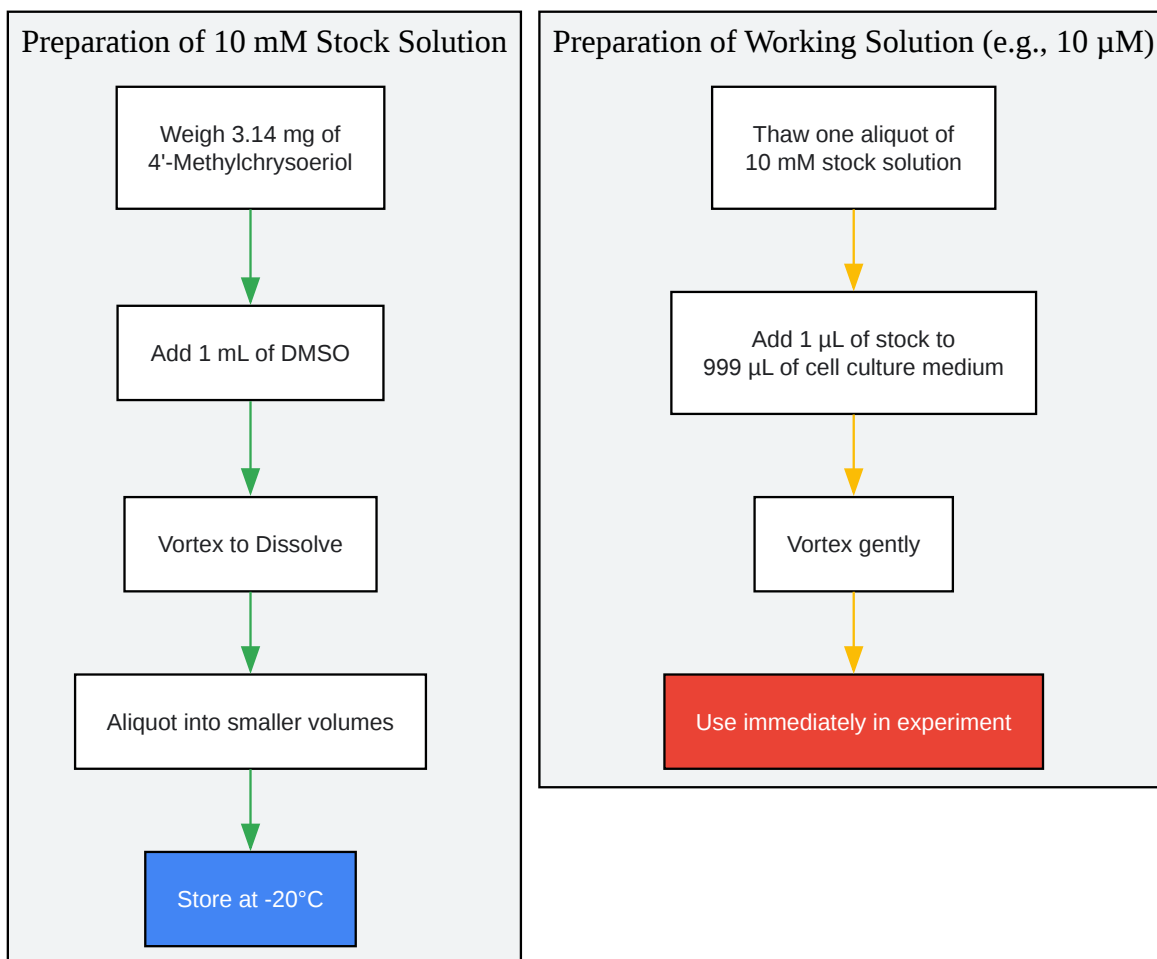 Preparation of 10 mM Stock Solution
Weigh 3.14 mg of
4'-Methylchrysoeriol
Add 1 mL of DMSO
Vortex to Dissolve
Aliquot into smaller volumes
Store at -20°C
Preparation of Working Solution (e.g., 10 µM)
Thaw one aliquot of
10 mM stock solution
Add 1 µL of stock to
999 µL of cell culture medium
Vortex gently
Use immediately in experiment